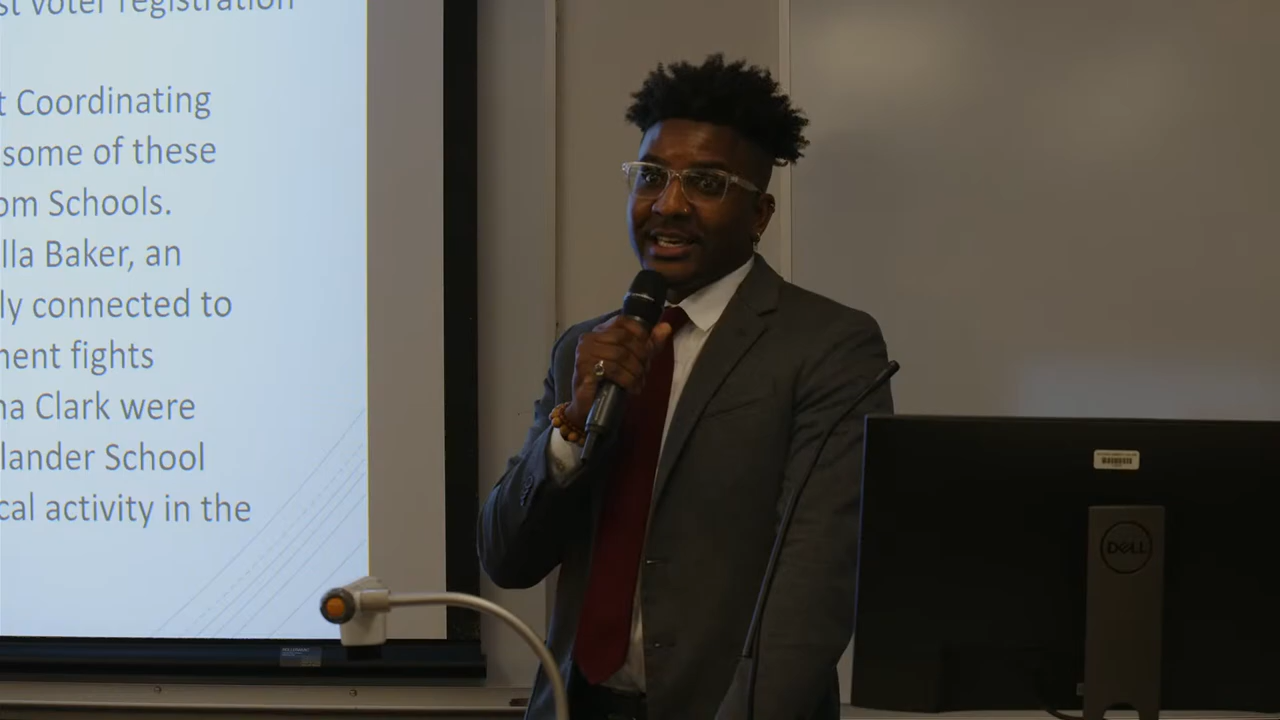 st voter registration
t Coordinating
some of these
om Schools.
lla Baker, an
ly connected to
nent fights
na Clark were
lander School
cal activity in the
DELL